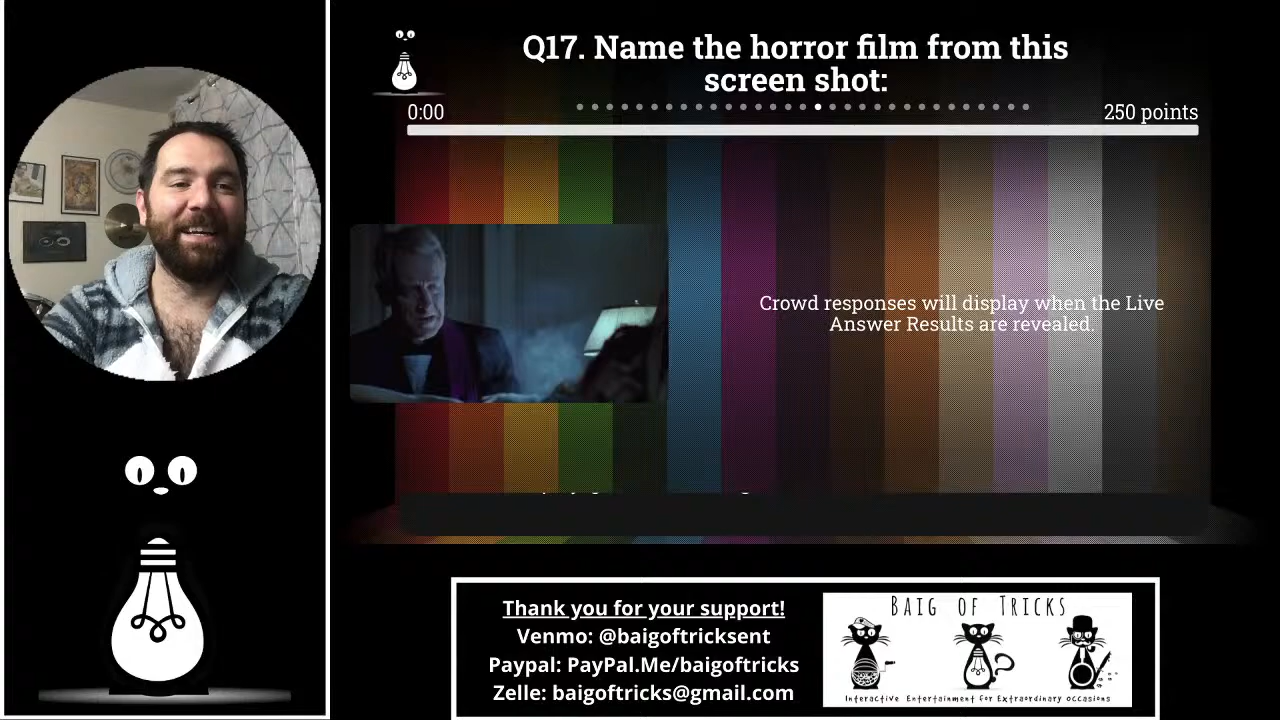 Q17. Name the horror film from this
screen shot:
0:00
250 points
Crowd responses will display when the Live
Answer Results are revealed.
Thank you for your support!
Venmo: @baigoftricksent
Paypal: PayPal.Me/baigoftricks
Zelle: baigoftricks@gmail.com
BAIG OF TRICKS
Interactive Entertainment for Extraordinary Occasions